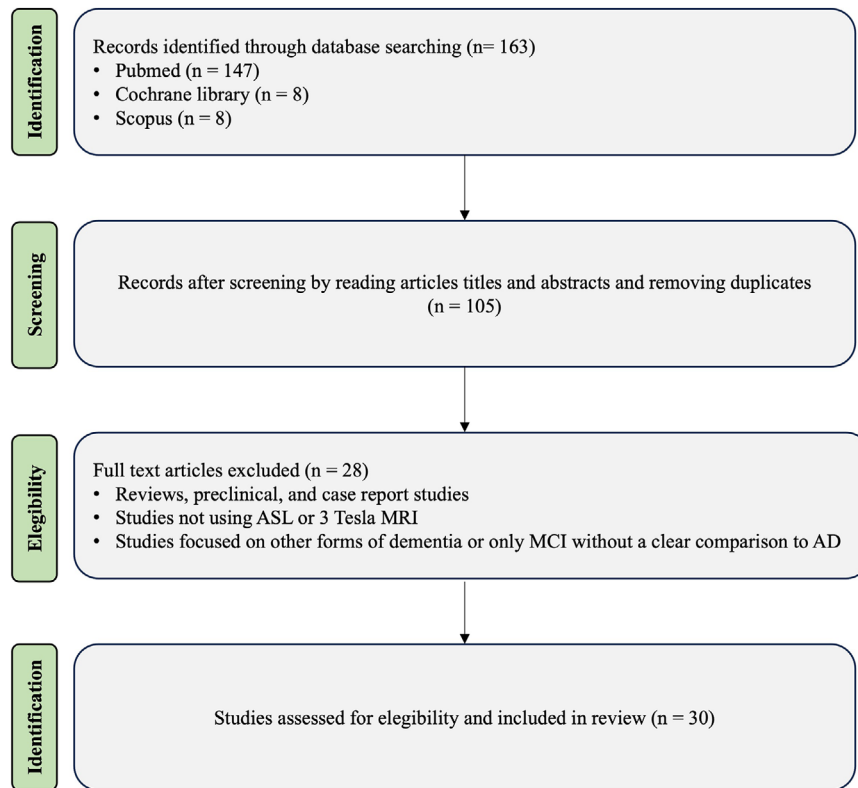 Identification
Records identified through database searching (n= 163)
• Pubmed (n = 147)
• Cochrane library (n = 8)
• Scopus (n = 8)
Screening
Records after screening by reading articles titles and abstracts and removing duplicates
(n = 105)
Elegibility
Full text articles excluded (n = 28)
• Reviews, preclinical, and case report studies
• Studies not using ASL or 3 Tesla MRI
• Studies focused on other forms of dementia or only MCI without a clear comparison to AD
Identification
Studies assessed for elegibility and included in review (n = 30)